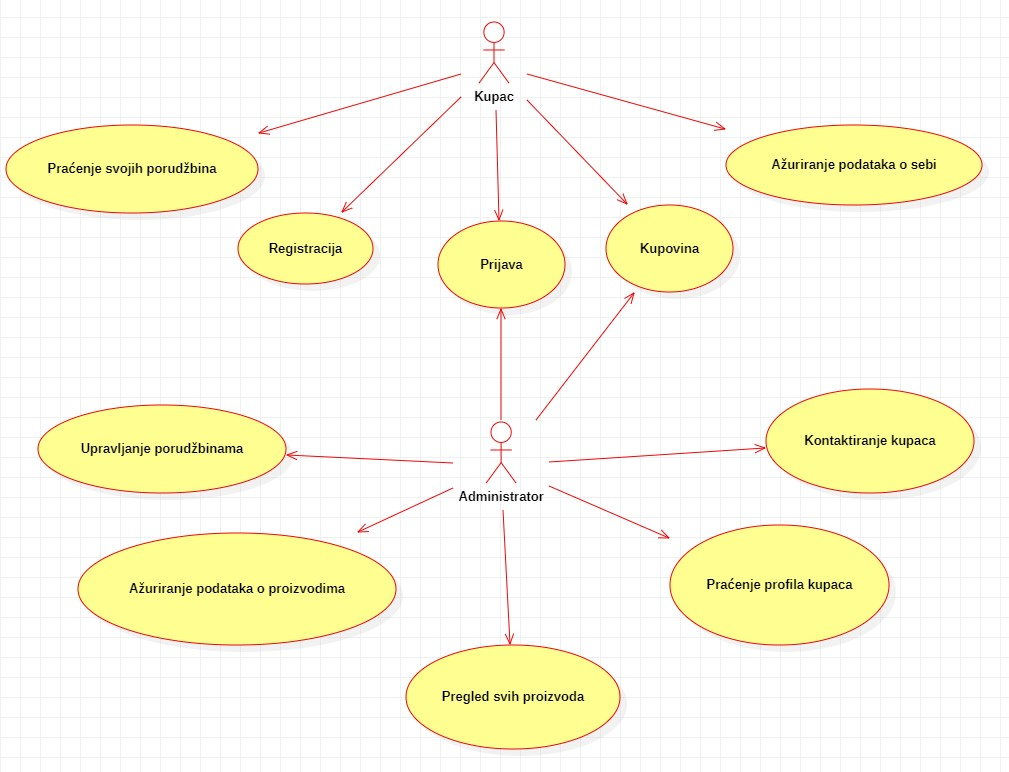 Kupac
Praćenje svojih porudžbina
Ažuriranje podataka o sebi
Registracija
Prijava
Kupovina
Upravljanje porudžbinama
Kontaktiranje kupaca
Administrator
Ažuriranje podataka o proizvodima
Praćenje profila kupaca
Pregled svih proizvoda